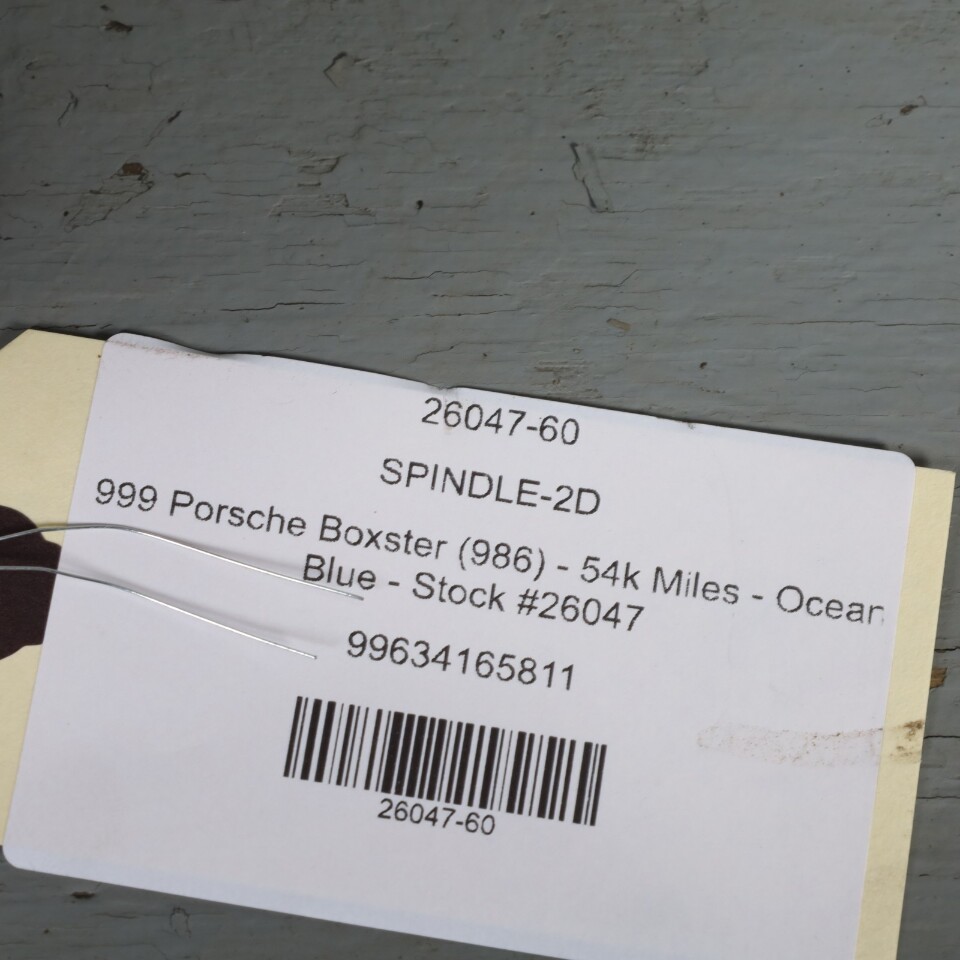 26047-60
SPINDLE-2D
999 Porsche Boxster (986) - 54k Miles - Ocean
Blue - Stock #26047
99634165811
26047-60